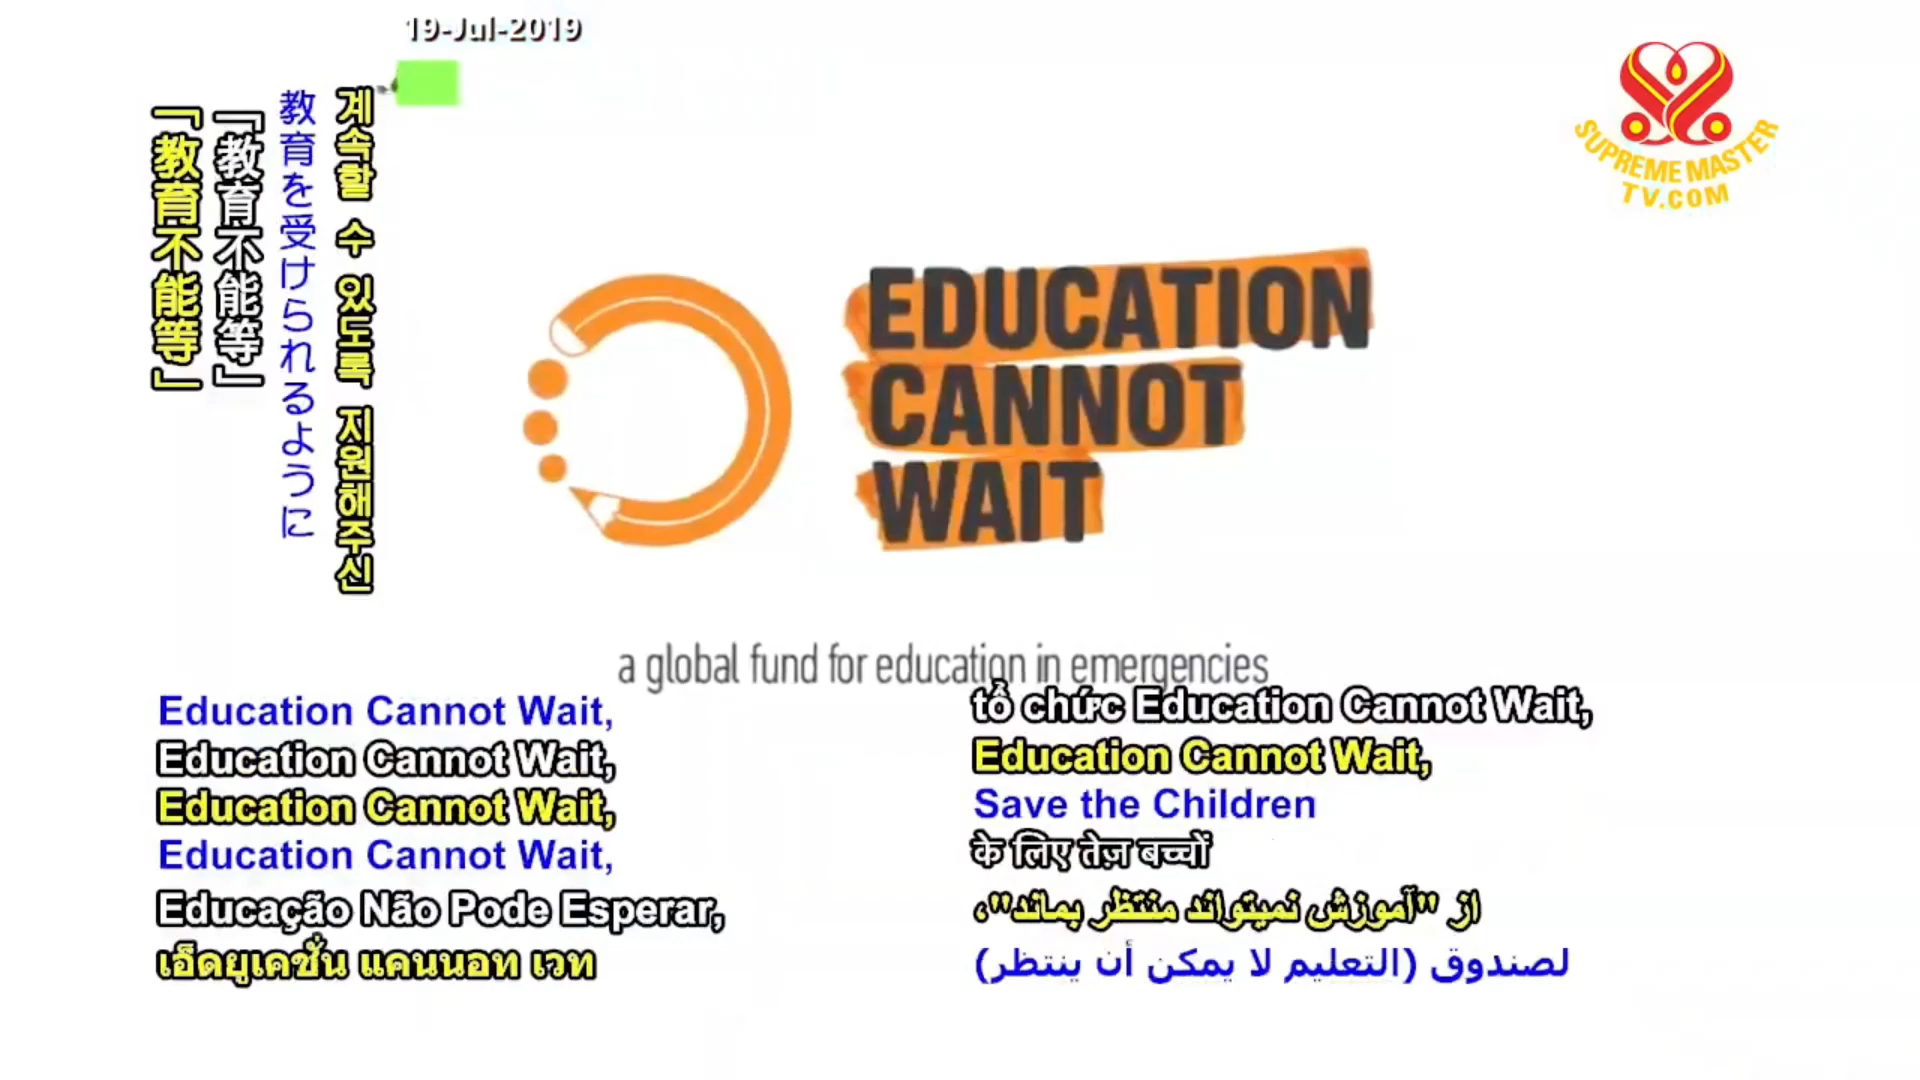 19-Jul-2019
「教育不能等」
「教育不能等」
教育を受けられるように
계속할 수 있도록 지원해주신
SUPREME MASTER
TV.COM
EDUCATION
CANNOT
WAIT
a global fund for education in emergencies
Education Cannot Wait,
Education Cannot Wait,
Education Cannot Wait,
Education Cannot Wait,
Educação Não Pode Esperar,
เอ็ดยูเคชั่น แคนนอท เวท
tổ chức Education Cannot Wait,
Education Cannot Wait,
Save the Children
के लिए तेज़ बच्चों
از "آموزش نمیتواند منتظر بماند"،
لصندوق (التعليم لا يمكن أن ينتظر)